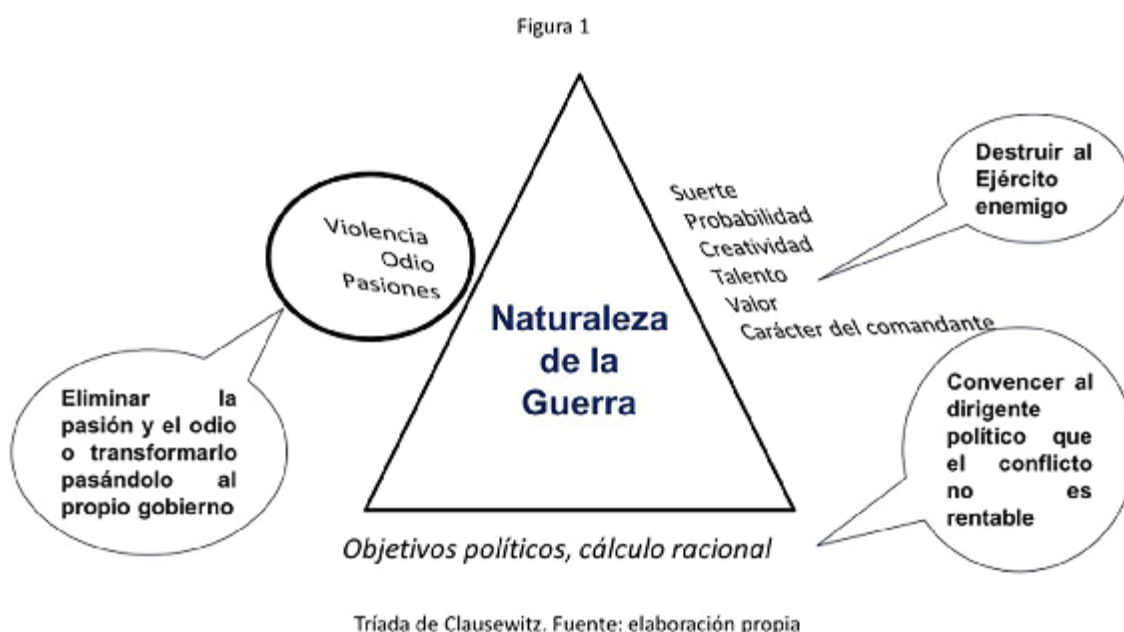 Figura 1
Violencia
Odio
Pasiones
Suerte
Probabilidad
Creatividad
Talento
Valor
Carácter del comandante
Destruir al
Ejército
enemigo
Naturaleza
de la
Guerra
Eliminar la
pasión y el odio
o transformarlo
pasándolo al
propio gobierno
Convencer al
dirigente
político que
el conflicto
no es
rentable
Objetivos políticos, cálculo racional
Tríada de Clausewitz. Fuente: elaboración propia